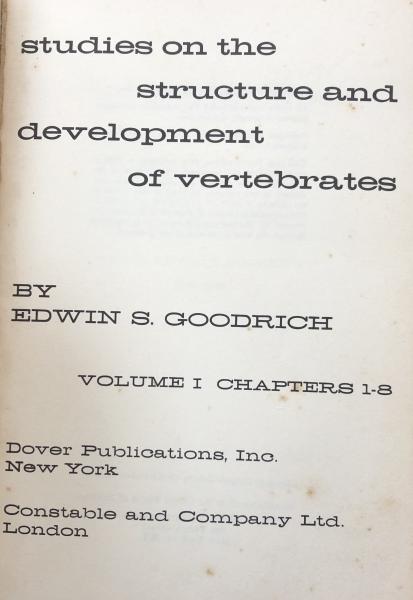 studies on the
structure and
development
of vertebrates
BY
EDWIN S. GOODRICH
VOLUME I CHAPTERS 1-8
Dover Publications, Inc.
New York
Constable and Company Ltd.
London